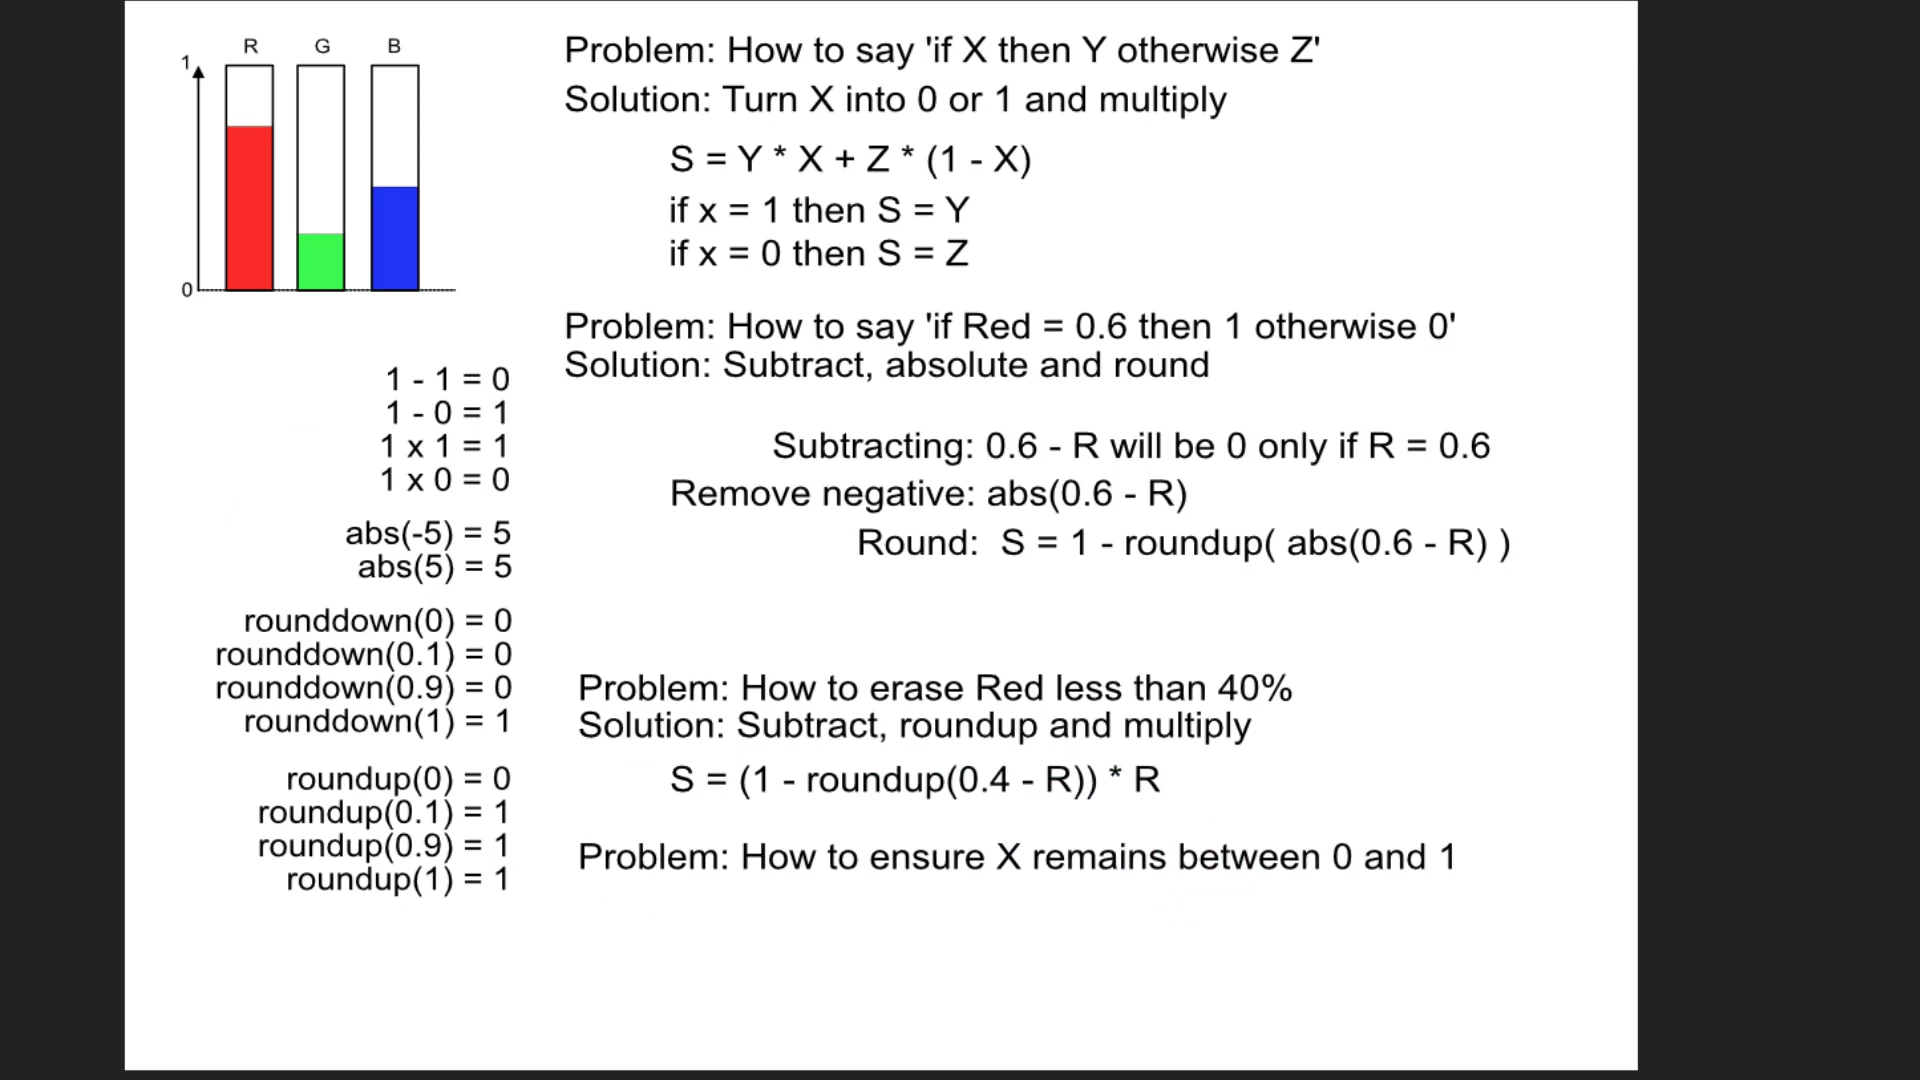 R G B
1
0
Problem: How to say 'if X then Y otherwise Z'
Solution: Turn X into 0 or 1 and multiply
S = Y * X + Z * (1 - X)
if x = 1 then S = Y
if x = 0 then S = Z
Problem: How to say 'if Red = 0.6 then 1 otherwise 0'
Solution: Subtract, absolute and round
Subtracting: 0.6 - R will be 0 only if R = 0.6
Remove negative: abs(0.6 - R)
Round: S = 1 - roundup( abs(0.6 - R) )
1 - 1 = 0
1 - 0 = 1
1 x 1 = 1
1 x 0 = 0
abs(-5) = 5
abs(5) = 5
rounddown(0) = 0
rounddown(0.1) = 0
rounddown(0.9) = 0
rounddown(1) = 1
roundup(0) = 0
roundup(0.1) = 1
roundup(0.9) = 1
roundup(1) = 1
Problem: How to erase Red less than 40%
Solution: Subtract, roundup and multiply
S = (1 - roundup(0.4 - R)) * R
Problem: How to ensure X remains between 0 and 1